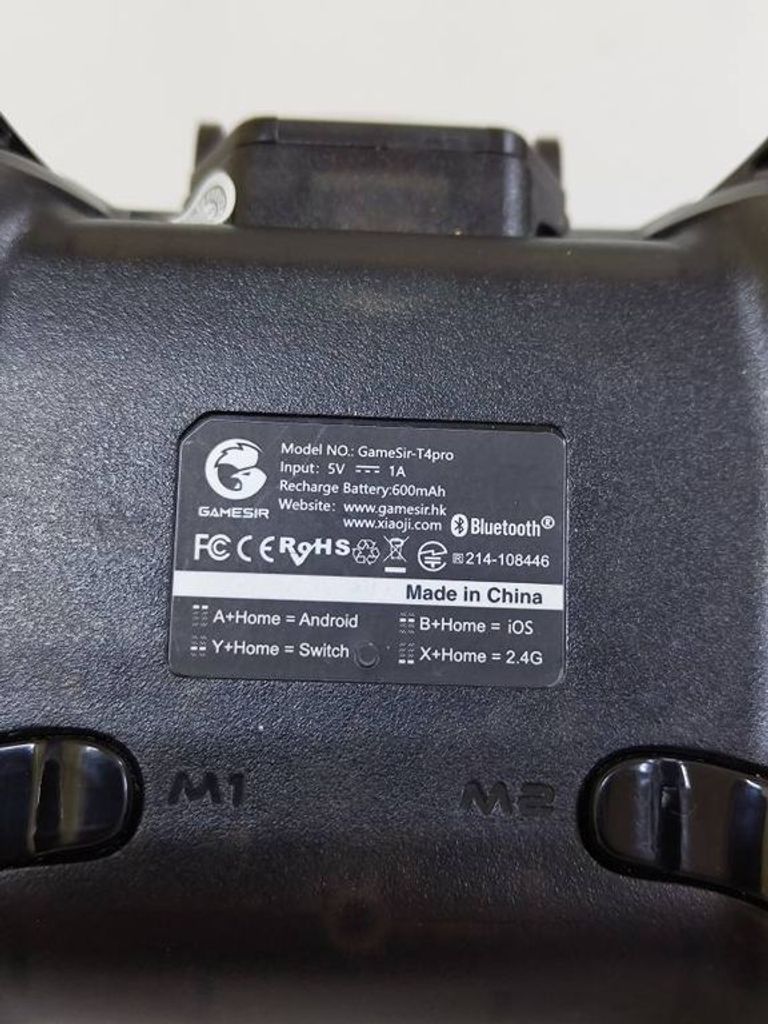 GAMESIR
Model NO.: GameSir-T4pro
Input: 5V ⎓ 1A
Recharge Battery:600mAh
Website: www.gamesir.hk
www.xiaoji.com
Bluetooth®
FC CE RoHS
R 214-108446
Made in China
A+Home = Android
B+Home = iOS
Y+Home = Switch
X+Home = 2.4G
M1
M2